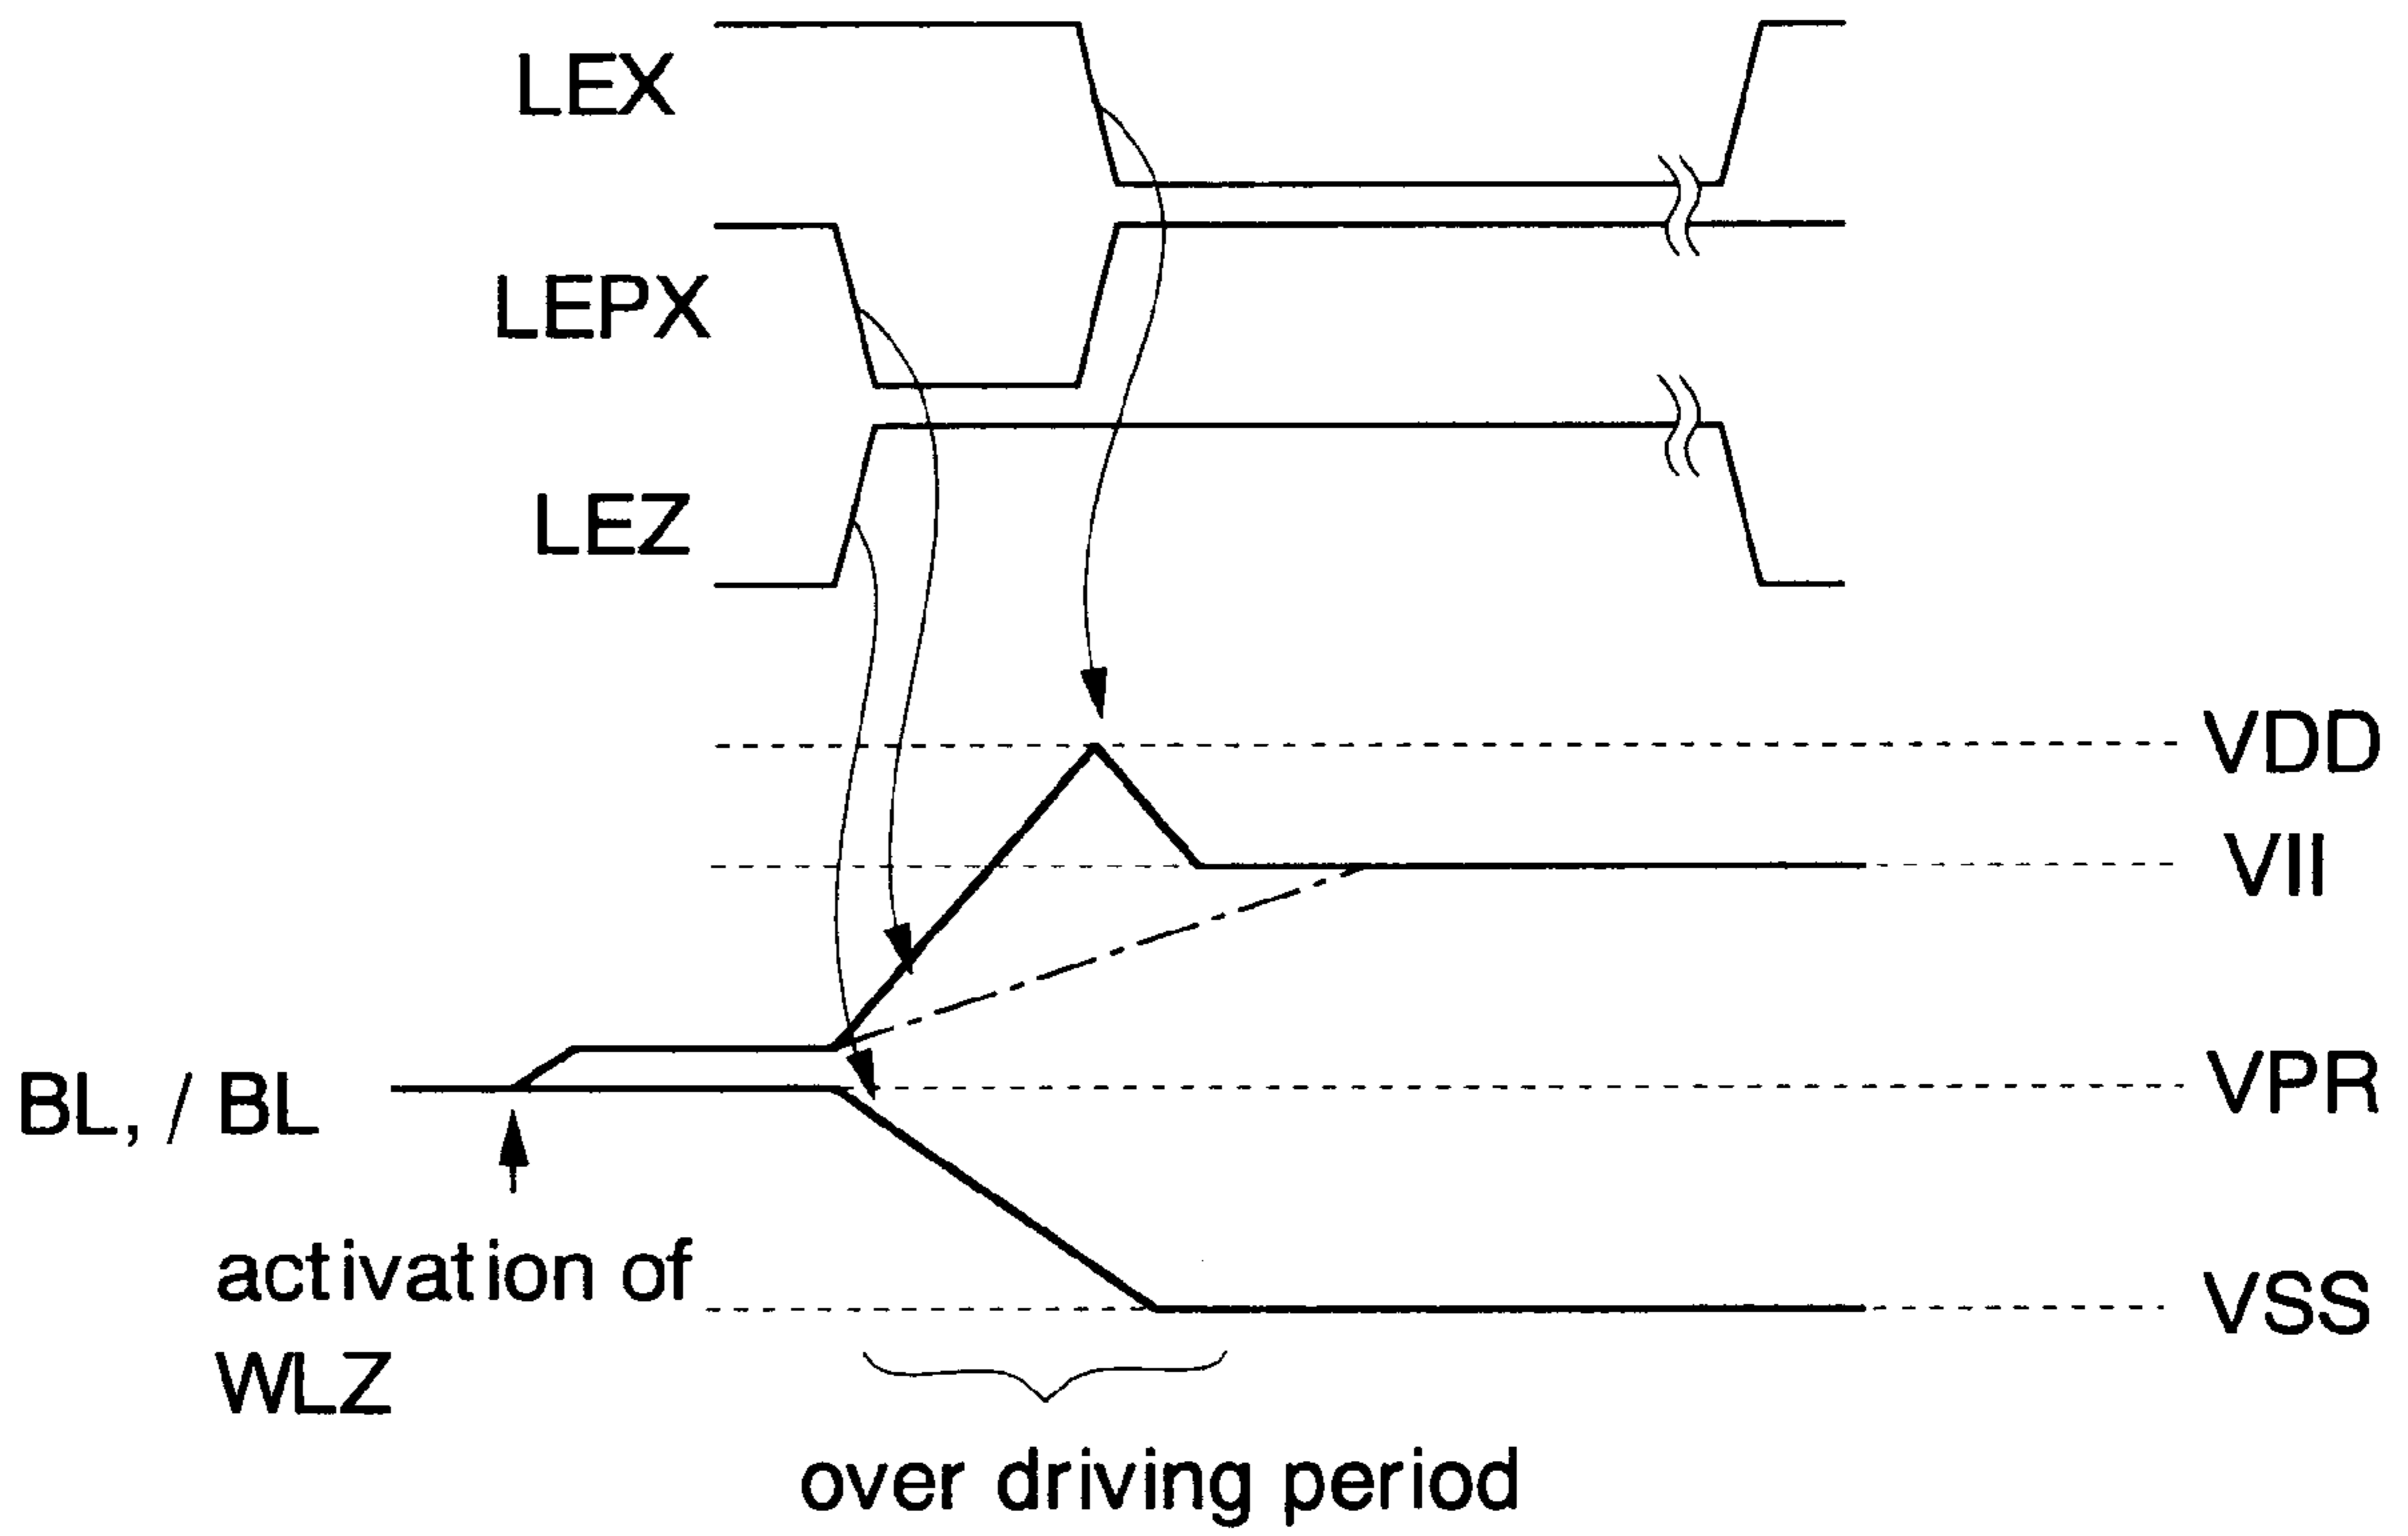 LEX
LEPX
LEZ
VDD
VII
VPR
BL, / BL
activation of
WLZ
VSS
over driving period